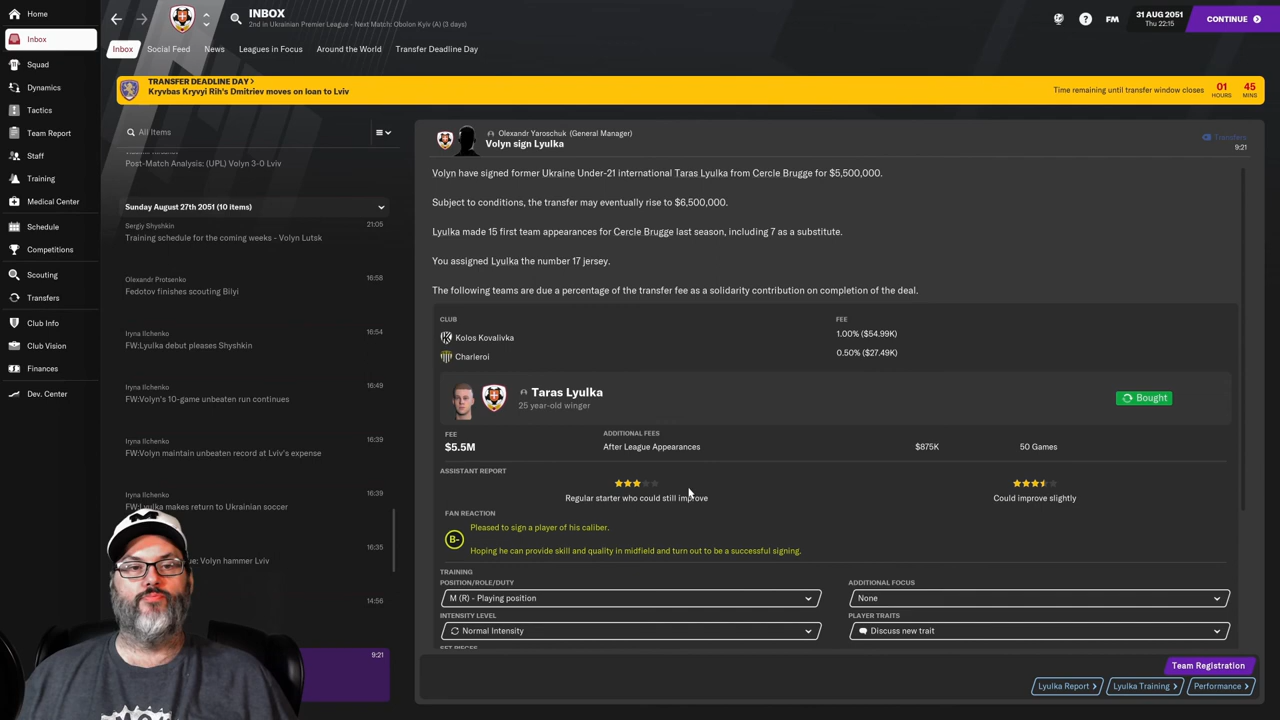 Home
Inbox
Squad
Dynamics
Tactics
Team Report
Staff
Training
Medical Center
Schedule
Competitions
Scouting
Transfers
Club Info
Club Vision
Finances
Dev. Center
INBOX
2nd in Ukrainian Premier League - Next Match: Obolon Kyiv (A) (3 days)
FM
31 AUG 2051
Thu 22:15
CONTINUE
Inbox Social Feed News Leagues in Focus Around the World Transfer Deadline Day
TRANSFER DEADLINE DAY >
Kryvbas Kryvyi Rih's Dmitriev moves on loan to Lviv
Time remaining until transfer window closes
01 HOURS
45 MINS
All Items
Post-Match Analysis: (UPL) Volyn 3-0 Lviv
Sunday August 27th 2051 (10 items)
Sergiy Shyshkin 21:05
Training schedule for the coming weeks - Volyn Lutsk
Olexandr Protsenko 16:58
Fedotov finishes scouting Bilyi
Iryna Ilchenko 16:54
FW:Lyulka debut pleases Shyshkin
Iryna Ilchenko 16:49
FW:Volyn's 10-game unbeaten run continues
Iryna Ilchenko 16:39
FW:Volyn maintain unbeaten record at Lviv's expense
Iryna Ilchenko 16:39
FW:Lyulka makes return to Ukrainian soccer
16:35
Volyn hammer Lviv
14:56
9:21
Olexandr Yaroschuk (General Manager)
Volyn sign Lyulka
Transfers
9:21
Volyn have signed former Ukraine Under-21 international Taras Lyulka from Cercle Brugge for $5,500,000.
Subject to conditions, the transfer may eventually rise to $6,500,000.
Lyulka made 15 first team appearances for Cercle Brugge last season, including 7 as a substitute.
You assigned Lyulka the number 17 jersey.
The following teams are due a percentage of the transfer fee as a solidarity contribution on completion of the deal.
CLUB FEE
Kolos Kovalivka 1.00% ($54.99K)
Charleroi 0.50% ($27.49K)
Taras Lyulka
25 year-old winger
Bought
FEE ADDITIONAL FEES
$5.5M After League Appearances $875K 50 Games
ASSISTANT REPORT
Regular starter who could still improve
Could improve slightly
FAN REACTION
B-
Pleased to sign a player of his caliber.
Hoping he can provide skill and quality in midfield and turn out to be a successful signing.
TRAINING
POSITION/ROLE/DUTY ADDITIONAL FOCUS
M (R) - Playing position None
INTENSITY LEVEL PLAYER TRAITS
Normal Intensity Discuss new trait
SET PIECES
Team Registration
Lyulka Report > Lyulka Training > Performance >